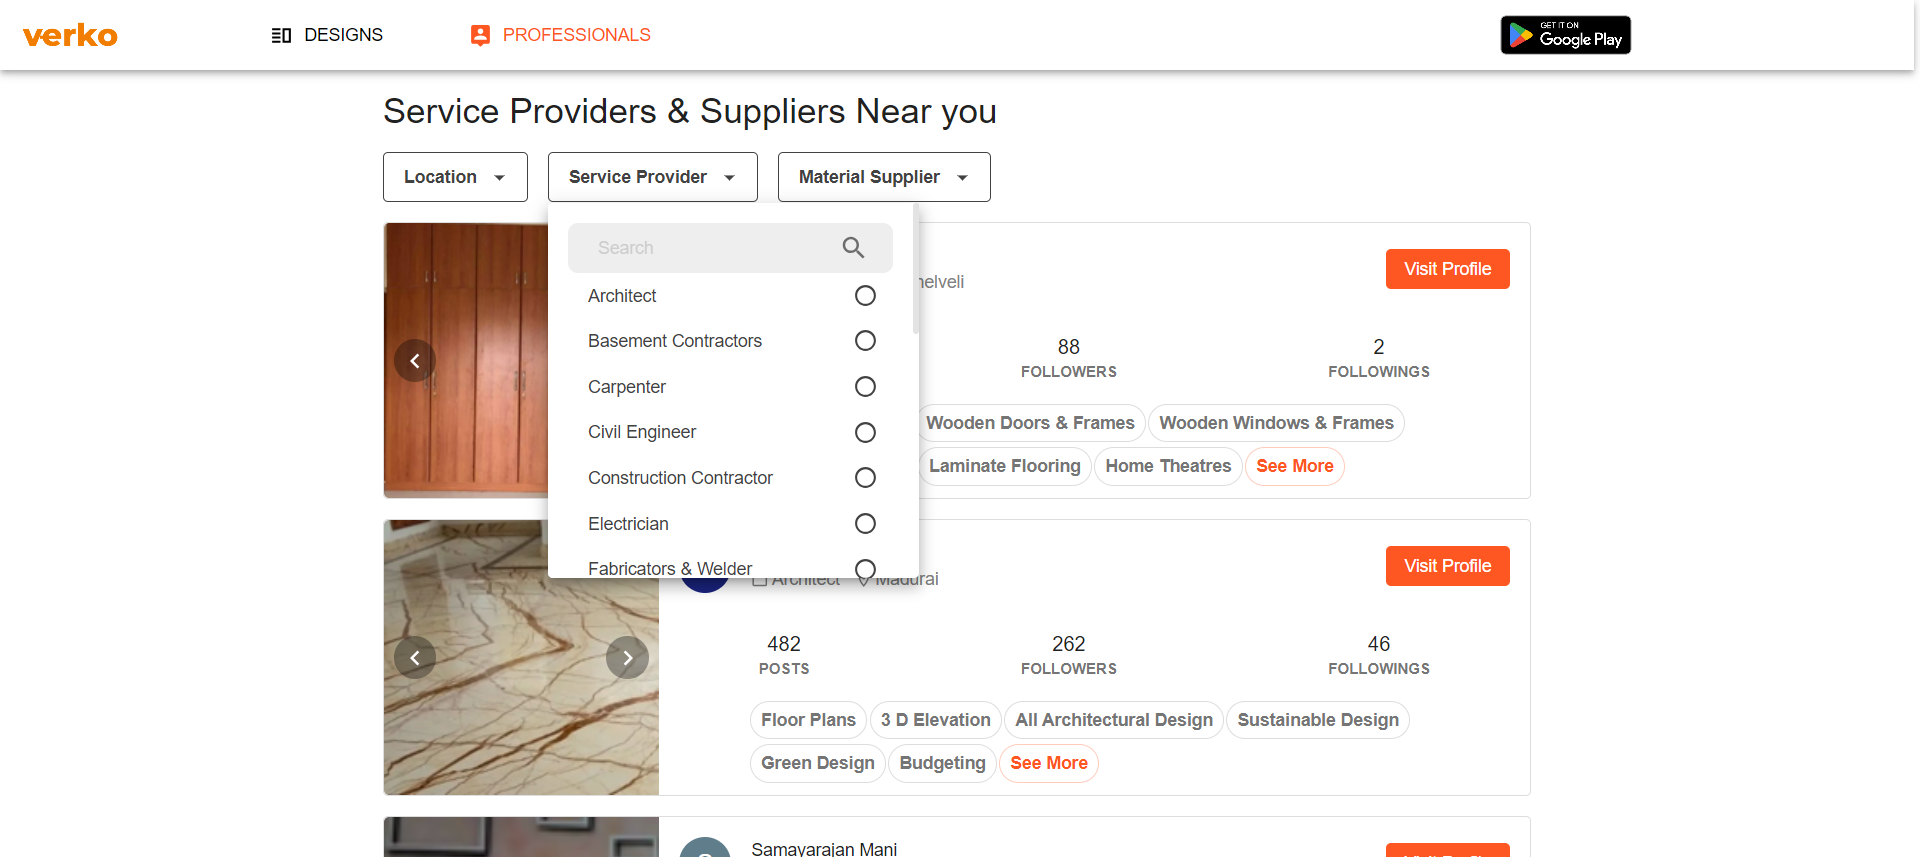 verko
DESIGNS
PROFESSIONALS
GET IT ON
Google Play
Service Providers & Suppliers Near you
Location
Service Provider
Material Supplier
Search
Architect
Basement Contractors
Carpenter
Civil Engineer
Construction Contractor
Electrician
Fabricators & Welder
Visit Profile
88
FOLLOWERS
2
FOLLOWINGS
Wooden Doors & Frames
Wooden Windows & Frames
Laminate Flooring
Home Theatres
See More
Architect
Madurai
Visit Profile
482
POSTS
262
FOLLOWERS
46
FOLLOWINGS
Floor Plans
3 D Elevation
All Architectural Design
Sustainable Design
Green Design
Budgeting
See More
Samayarajan Mani